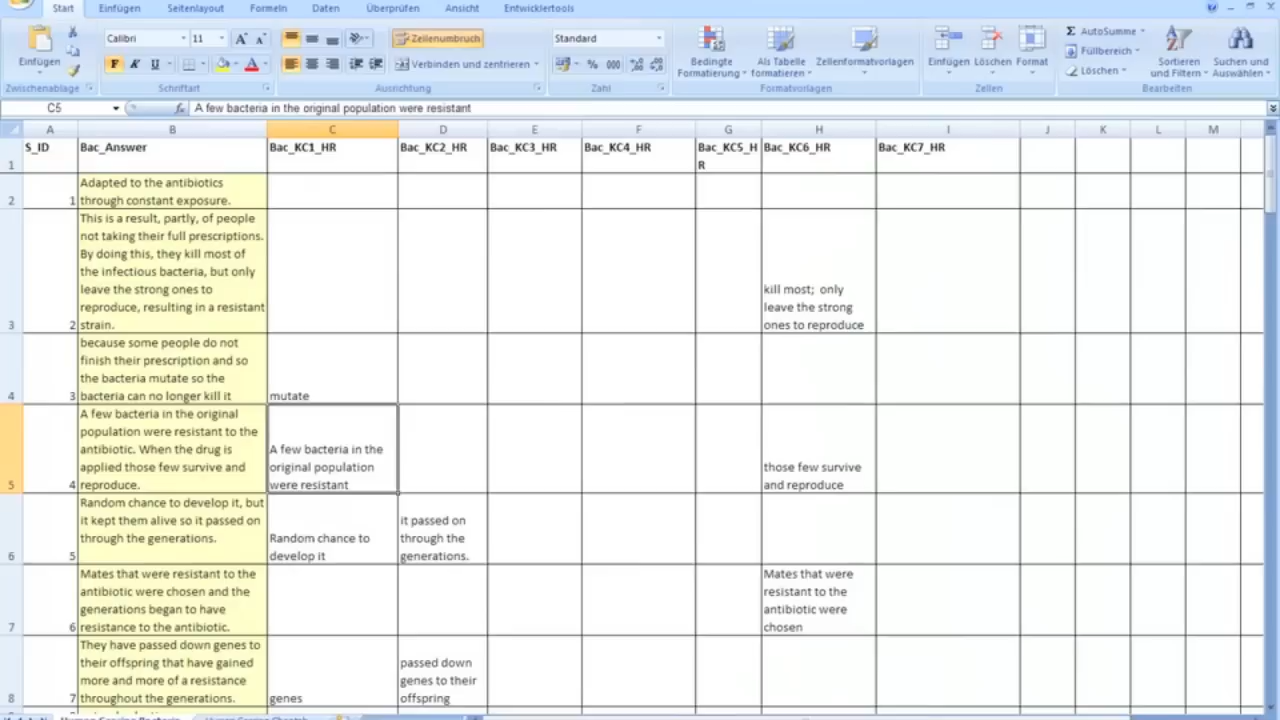 Start Einfügen Seitenlayout Formeln Daten Überprüfen Ansicht Entwicklertools
Calibri 11 Zeilenumbruch Standard AutoSumme
Füllbereich
Löschen
F K U Verbinden und zentrieren % 000
Einfügen Bedingte Formatierung Als Tabelle formatieren Zellenformatvorlagen Einfügen Löschen Format Sortieren und Filtern Suchen und Auswählen
Zwischenablage Schriftart Ausrichtung Zahl Formatvorlagen Zellen Bearbeiten
C5 fx A few bacteria in the original population were resistant
A B C D E F G H I J K L M
1 S_ID Bac_Answer Bac_KC1_HR Bac_KC2_HR Bac_KC3_HR Bac_KC4_HR Bac_KC5_HR Bac_KC6_HR Bac_KC7_HR
2 1
Adapted to the antibiotics
through constant exposure.
3 2
This is a result, partly, of people
not taking their full prescriptions.
By doing this, they kill most of
the infectious bacteria, but only
leave the strong ones to
reproduce, resulting in a resistant
strain.
kill most; only
leave the strong
ones to reproduce
4 3
because some people do not
finish their prescription and so
the bacteria mutate so the
bacteria can no longer kill it
mutate
5 4
A few bacteria in the original
population were resistant to the
antibiotic. When the drug is
applied those few survive and
reproduce.
A few bacteria in the
original population
were resistant
those few survive
and reproduce
6 5
Random chance to develop it, but
it kept them alive so it passed on
through the generations.
Random chance to
develop it
it passed on
through the
generations.
7 6
Mates that were resistant to the
antibiotic were chosen and the
generations began to have
resistance to the antibiotic.
Mates that were
resistant to the
antibiotic were
chosen
8 7
They have passed down genes to
their offspring that have gained
more and more of a resistance
throughout the generations.
genes
passed down
genes to their
offspring